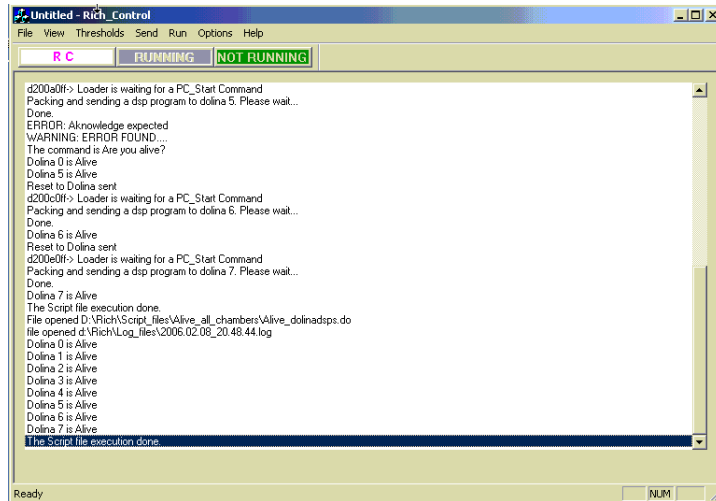 Untitled - Rich_Control
File View Thresholds Send Run Options Help
R C RUNNING NOT RUNNING
d200a0ff-> Loader is waiting for a PC_Start Command
Packing and sending a dsp program to dolina 5. Please wait...
Done.
ERROR: Aknowledge expected
WARNING: ERROR FOUND....
The command is Are you alive?
Dolina 0 is Alive
Dolina 5 is Alive
Reset to Dolina sent
d200c0ff-> Loader is waiting for a PC_Start Command
Packing and sending a dsp program to dolina 6. Please wait...
Done.
Dolina 6 is Alive
Reset to Dolina sent
d200e0ff-> Loader is waiting for a PC_Start Command
Packing and sending a dsp program to dolina 7. Please wait...
Done.
Dolina 7 is Alive
The Script file execution done.
File opened D:\Rich\Script_files\Alive_all_chambers\Alive_dolinadsps.do
file opened d:\Rich\Log_files\2006.02.08_20.48.44.log
Dolina 0 is Alive
Dolina 1 is Alive
Dolina 2 is Alive
Dolina 3 is Alive
Dolina 4 is Alive
Dolina 5 is Alive
Dolina 6 is Alive
Dolina 7 is Alive
The Script file execution done.
Ready NUM